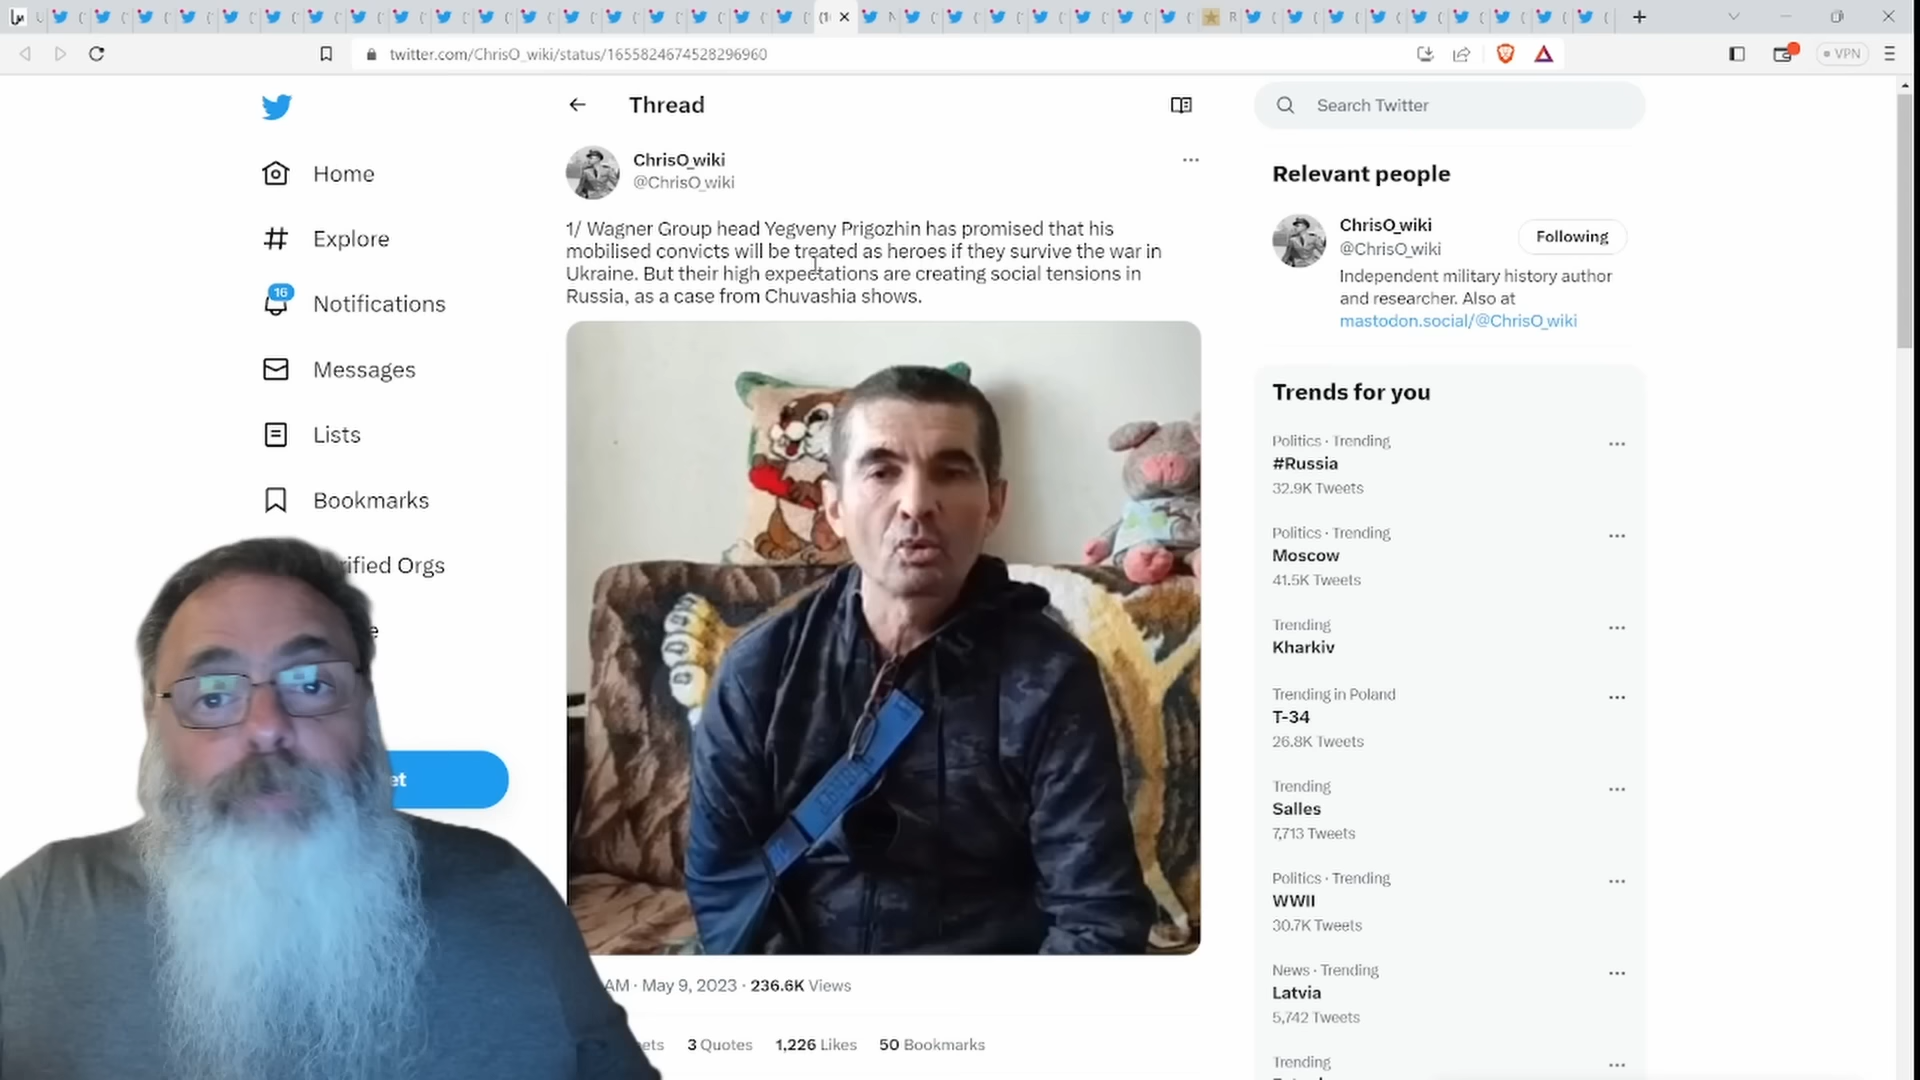 twitter.com/ChrisO_wiki/status/1655824674528296960
VPN
Thread
Search Twitter
Home
Explore
16
Notifications
Messages
Lists
Bookmarks
rified Orgs
e
et
ChrisO_wiki
@ChrisO_wiki
1/ Wagner Group head Yegveny Prigozhin has promised that his
mobilised convicts will be treated as heroes if they survive the war in
Ukraine. But their high expectations are creating social tensions in
Russia, as a case from Chuvashia shows.
AM · May 9, 2023 · 236.6K Views
ets 3 Quotes 1,226 Likes 50 Bookmarks
Relevant people
ChrisO_wiki
@ChrisO_wiki
Following
Independent military history author
and researcher. Also at
mastodon.social/@ChrisO_wiki
Trends for you
Politics · Trending
#Russia
32.9K Tweets
Politics · Trending
Moscow
41.5K Tweets
Trending
Kharkiv
Trending in Poland
T-34
26.8K Tweets
Trending
Salles
7,713 Tweets
Politics · Trending
WWII
30.7K Tweets
News · Trending
Latvia
5,742 Tweets
Trending